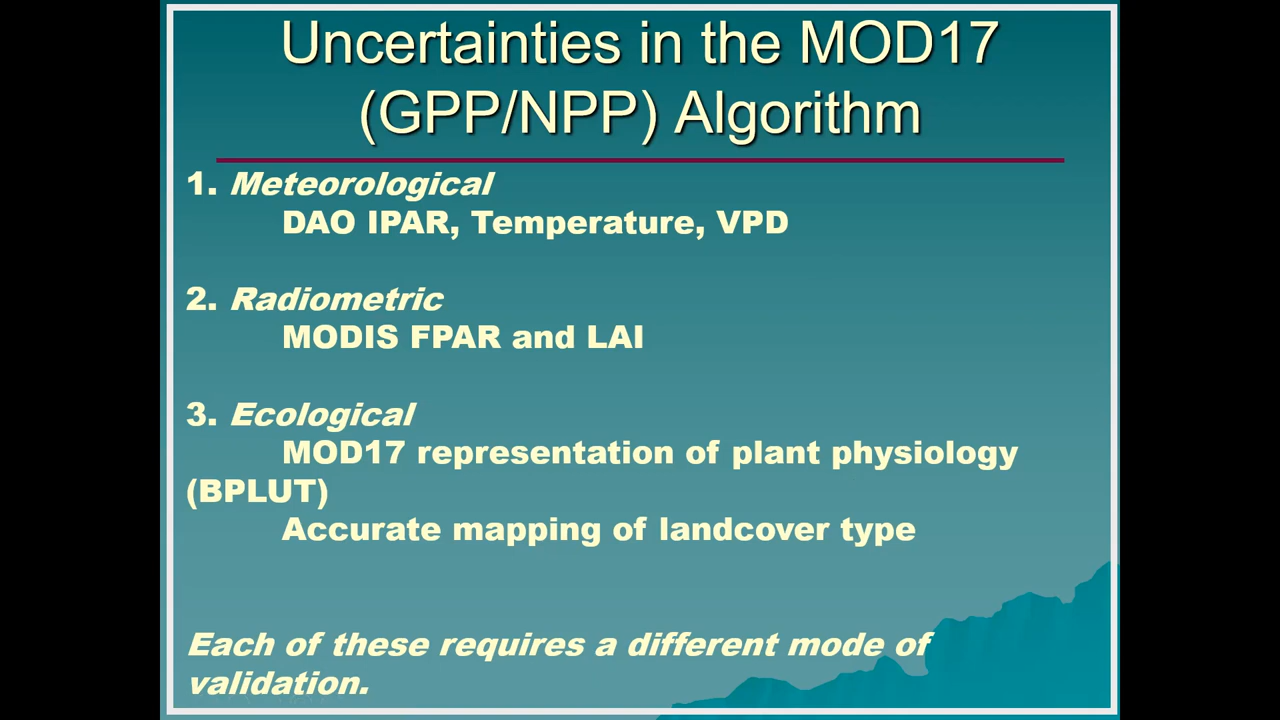 Uncertainties in the MOD17
(GPP/NPP) Algorithm
1. Meteorological
DAO IPAR, Temperature, VPD
2. Radiometric
MODIS FPAR and LAI
3. Ecological
MOD17 representation of plant physiology
(BPLUT)
Accurate mapping of landcover type
Each of these requires a different mode of
validation.